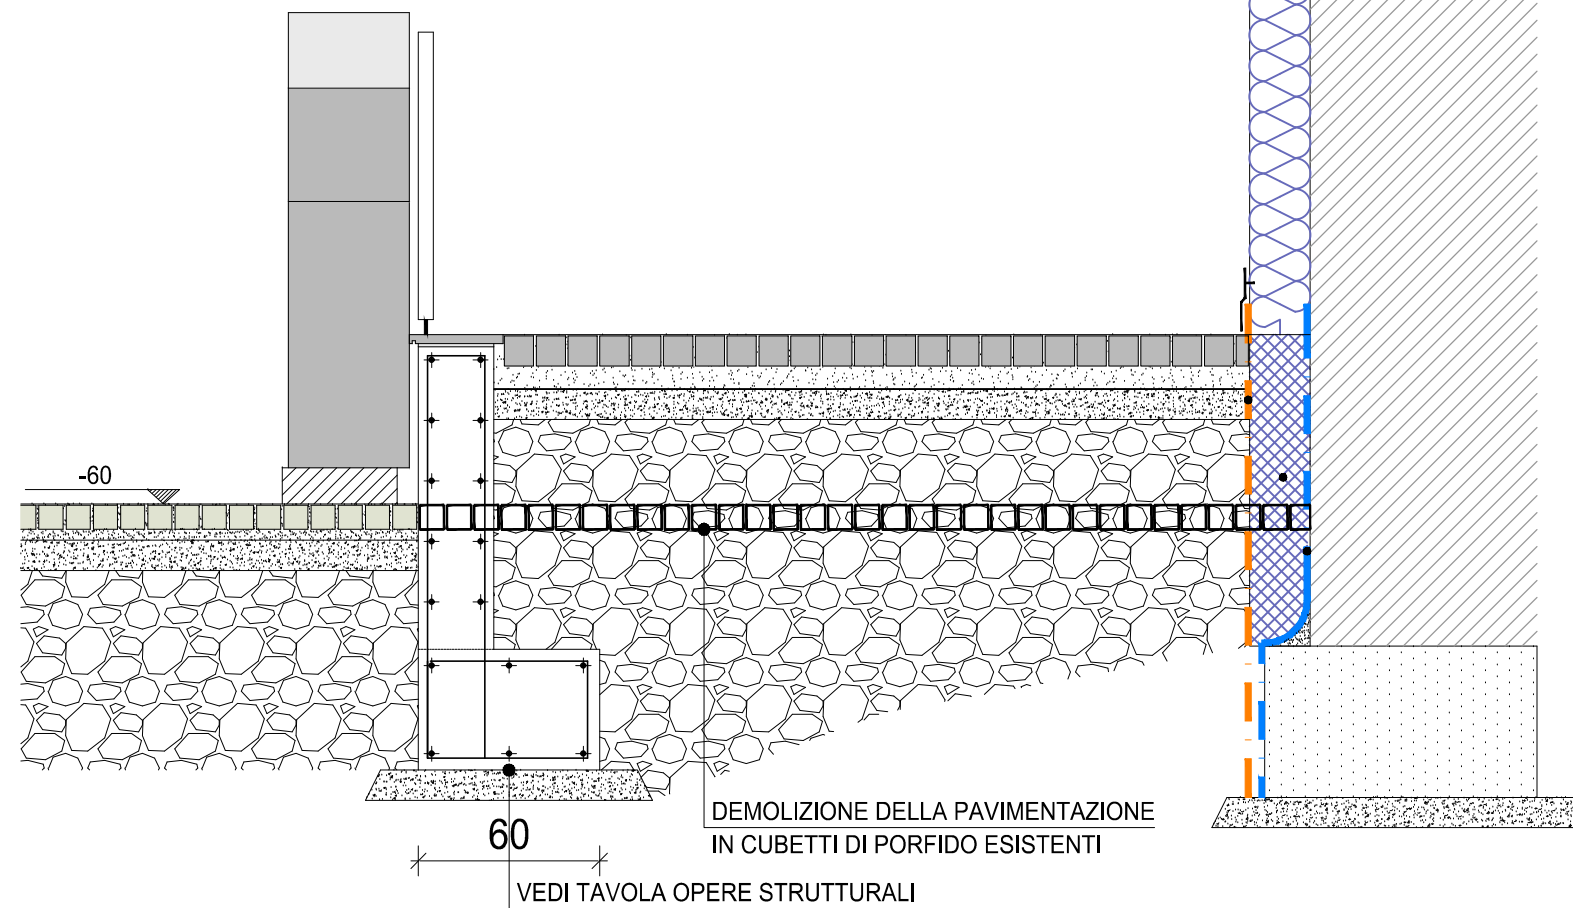 -60
DEMOLIZIONE DELLA PAVIMENTAZIONE
IN CUBETTI DI PORFIDO ESISTENTI
60
VEDI TAVOLA OPERE STRUTTURALI